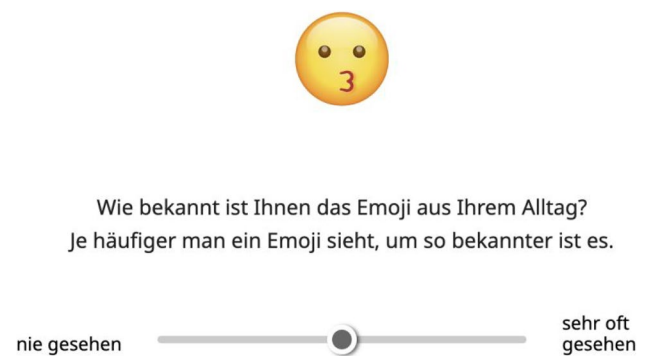 Wie bekannt ist Ihnen das Emoji aus Ihrem Alltag?
Je häufiger man ein Emoji sieht, um so bekannter ist es.
nie gesehen
sehr oft
gesehen